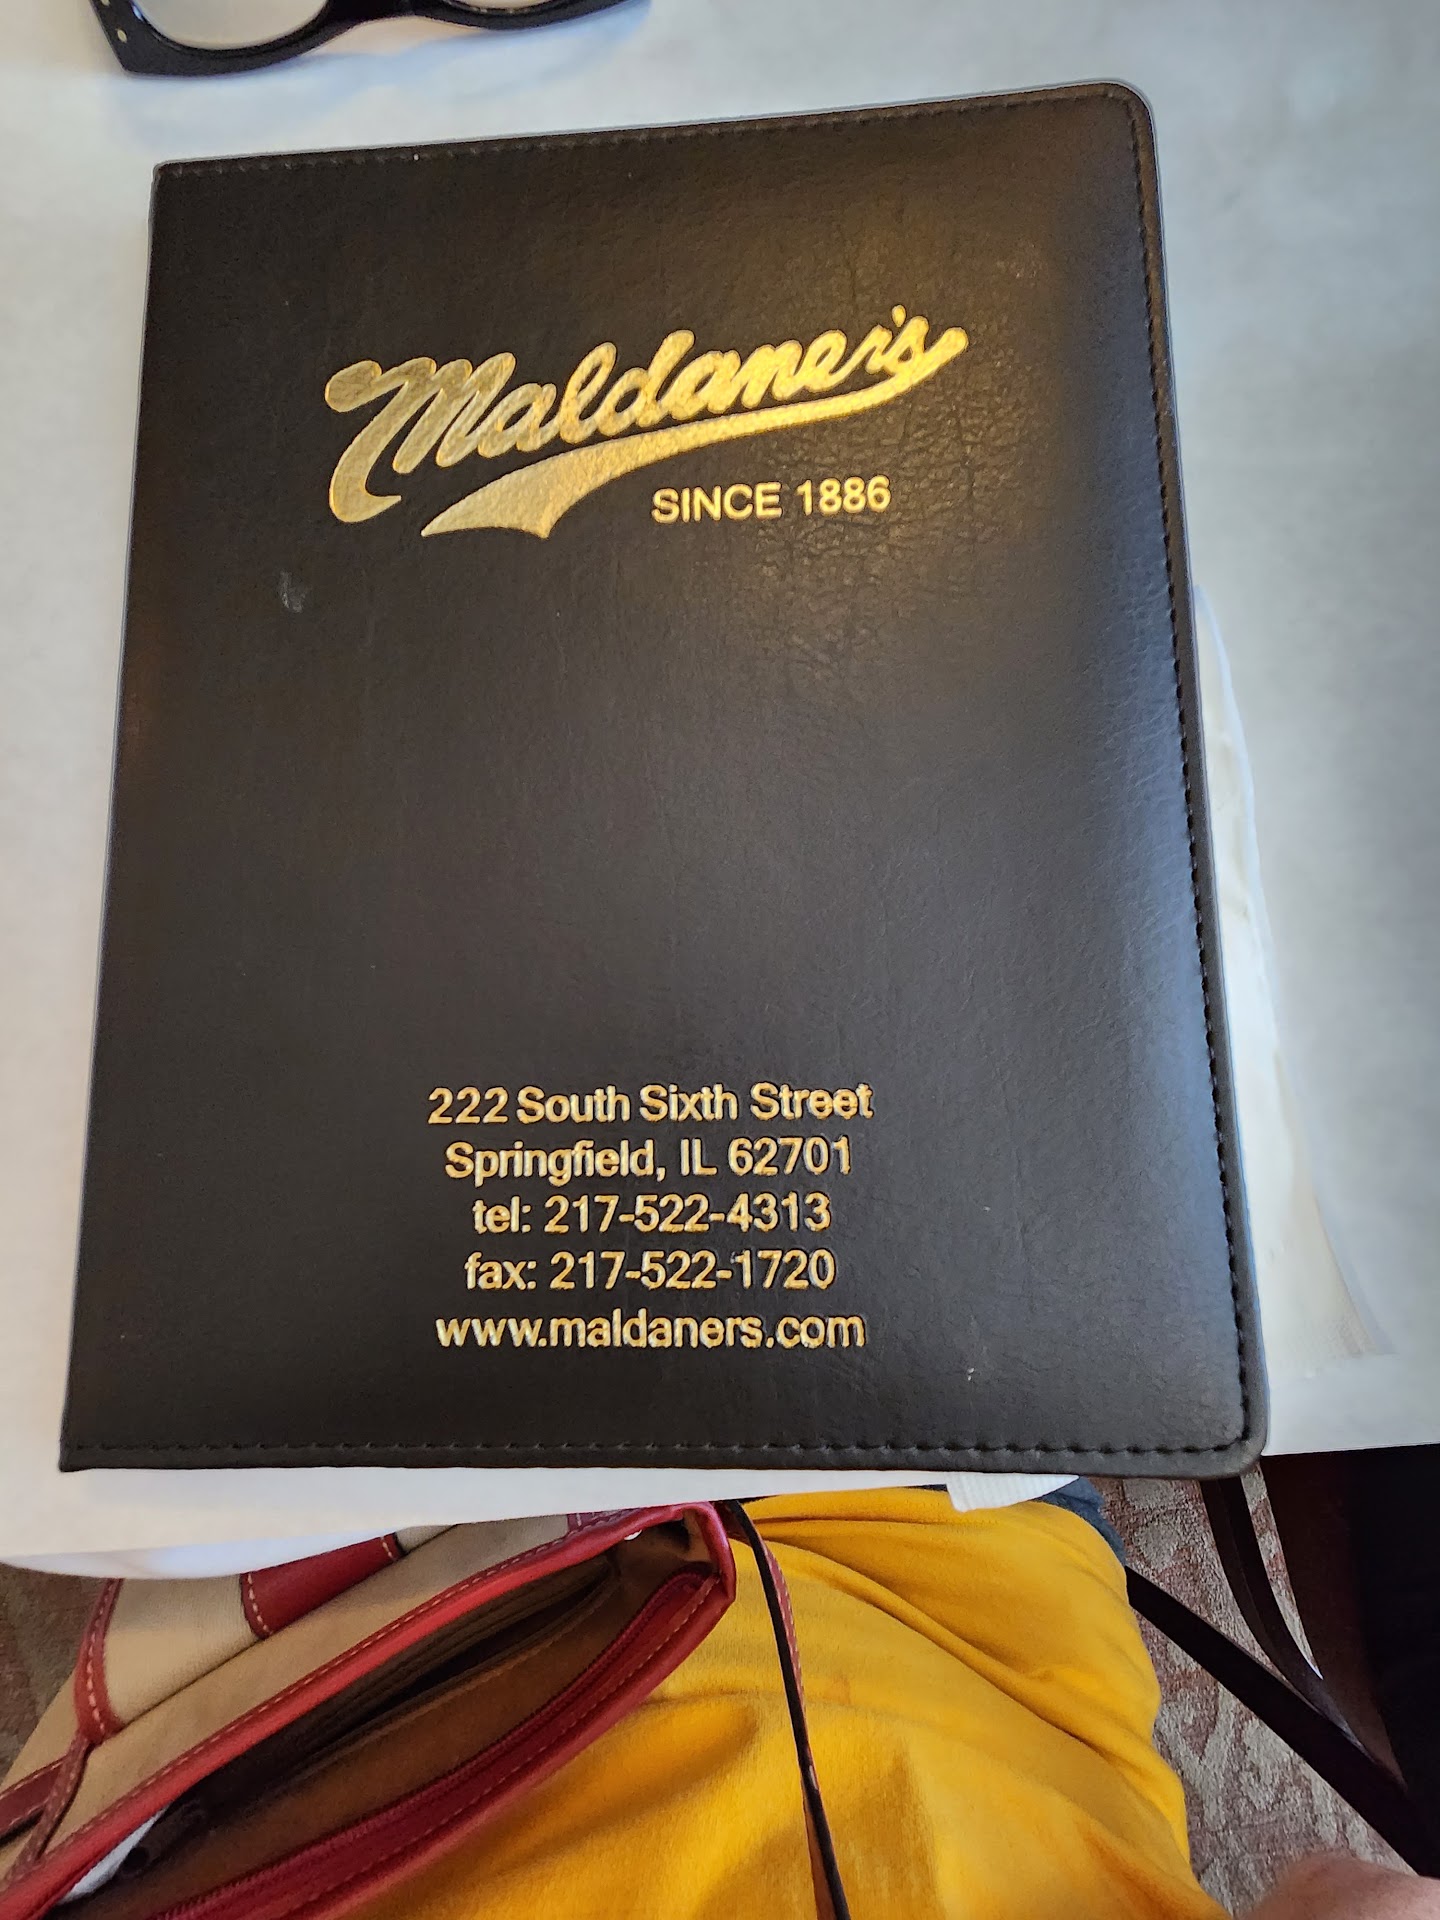 Maldaner's
SINCE 1886
222 South Sixth Street
Springfield, IL 62701
tel: 217-522-4313
fax: 217-522-1720
www.maldaners.com